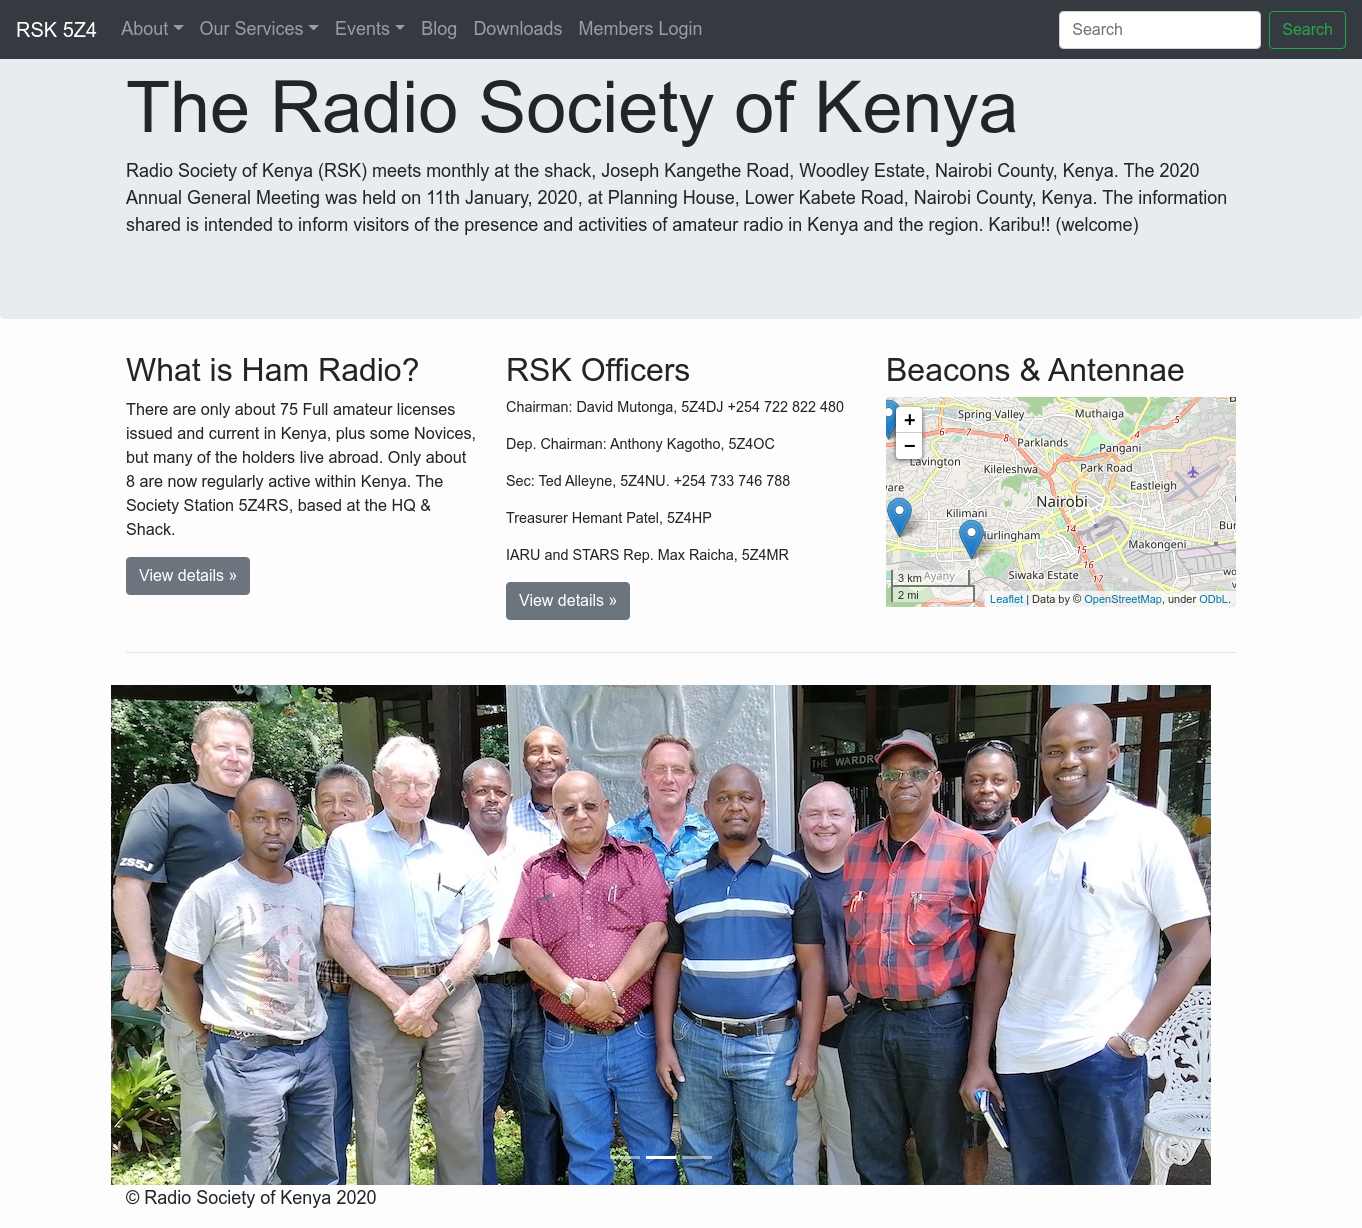 RSK 5Z4 About Our Services Events Blog Downloads Members Login Search Search
The Radio Society of Kenya
Radio Society of Kenya (RSK) meets monthly at the shack, Joseph Kangethe Road, Woodley Estate, Nairobi County, Kenya. The 2020
Annual General Meeting was held on 11th January, 2020, at Planning House, Lower Kabete Road, Nairobi County, Kenya. The information
shared is intended to inform visitors of the presence and activities of amateur radio in Kenya and the region. Karibu!! (welcome)
What is Ham Radio?
There are only about 75 Full amateur licenses
issued and current in Kenya, plus some Novices,
but many of the holders live abroad. Only about
8 are now regularly active within Kenya. The
Society Station 5Z4RS, based at the HQ &
Shack.
View details »
RSK Officers
Chairman: David Mutonga, 5Z4DJ +254 722 822 480
Dep. Chairman: Anthony Kagotho, 5Z4OC
Sec: Ted Alleyne, 5Z4NU. +254 733 746 788
Treasurer Hemant Patel, 5Z4HP
IARU and STARS Rep. Max Raicha, 5Z4MR
View details »
Beacons & Antennae
+
−
Spring Valley
Muthaiga
Parklands
Pangani
Lavington
Kileleshwa
Park Road
Eastleigh
Nairobi
Kilimani
Hurlingham
Makongeni
Ayany
Siwaka Estate
6
7
8
6
14
15
16
17
3 km
2 mi
Leaflet | Data by © OpenStreetMap, under ODbL.
THE WARDRO
ZS5J
© Radio Society of Kenya 2020